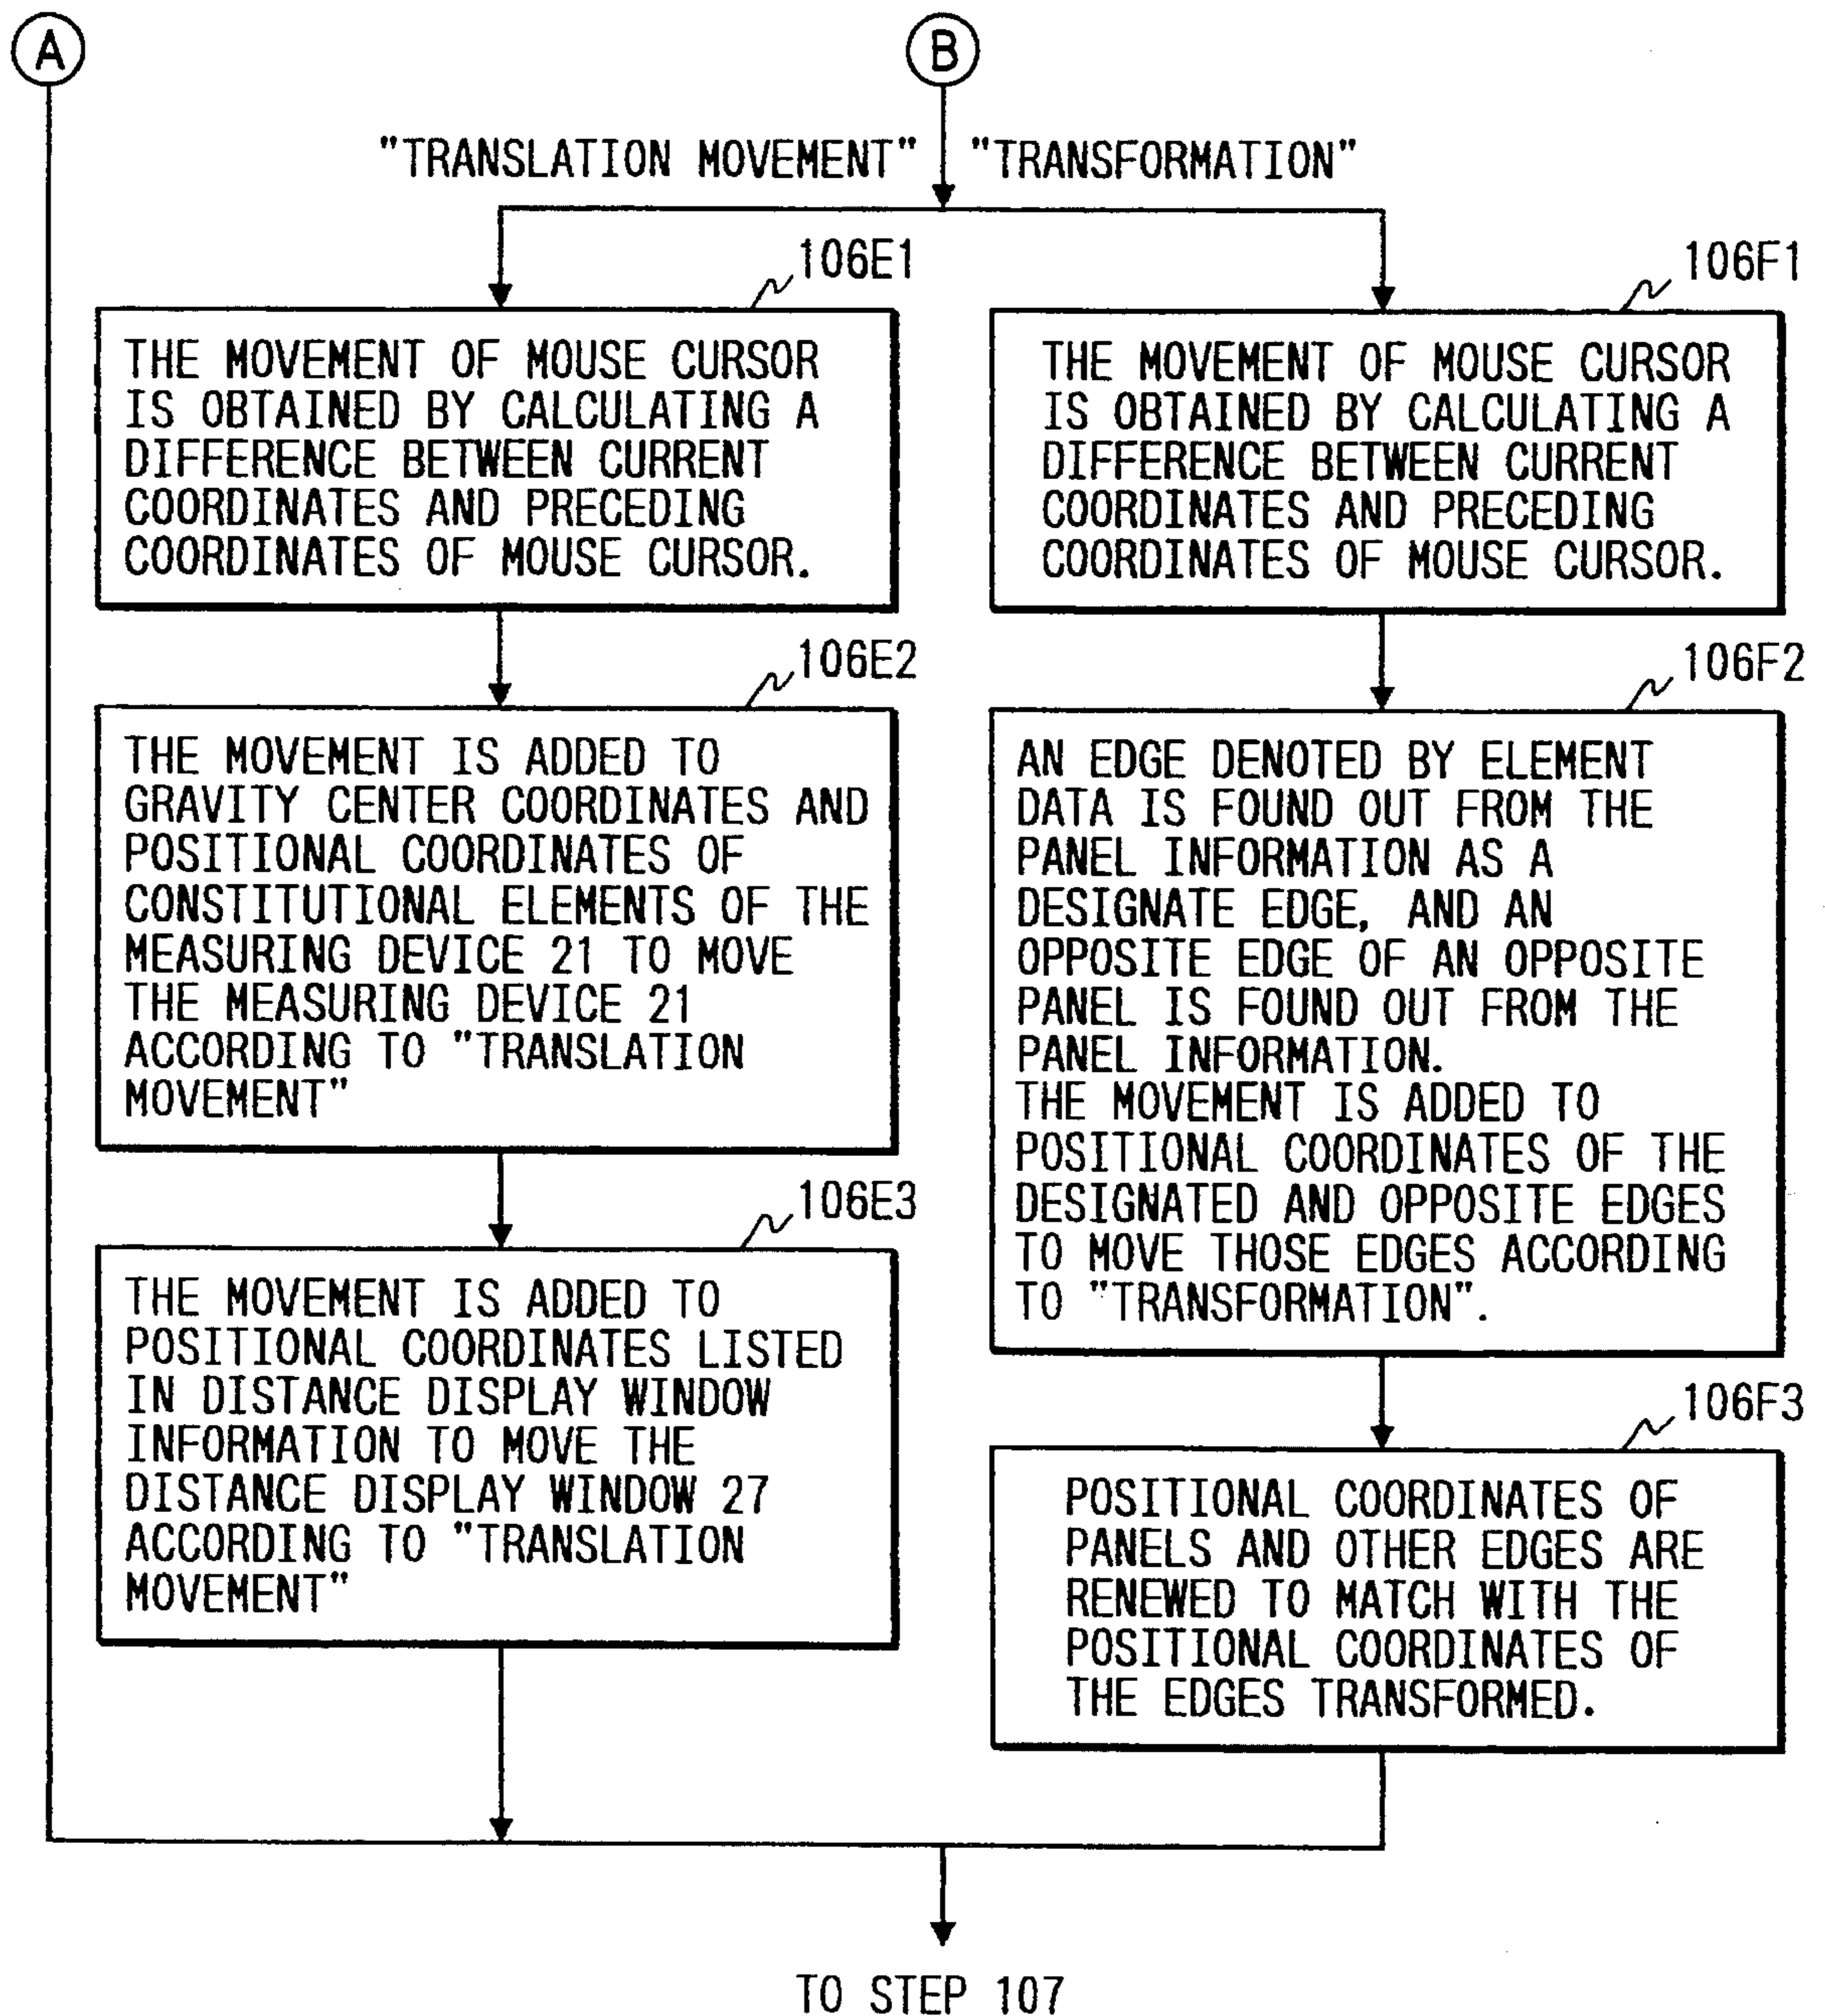 A
B
"TRANSLATION MOVEMENT"
"TRANSFORMATION"
106E1
THE MOVEMENT OF MOUSE CURSOR
IS OBTAINED BY CALCULATING A
DIFFERENCE BETWEEN CURRENT
COORDINATES AND PRECEDING
COORDINATES OF MOUSE CURSOR.
106E2
THE MOVEMENT IS ADDED TO
GRAVITY CENTER COORDINATES AND
POSITIONAL COORDINATES OF
CONSTITUTIONAL ELEMENTS OF THE
MEASURING DEVICE 21 TO MOVE
THE MEASURING DEVICE 21
ACCORDING TO "TRANSLATION
MOVEMENT"
106E3
THE MOVEMENT IS ADDED TO
POSITIONAL COORDINATES LISTED
IN DISTANCE DISPLAY WINDOW
INFORMATION TO MOVE THE
DISTANCE DISPLAY WINDOW 27
ACCORDING TO "TRANSLATION
MOVEMENT"
106F1
THE MOVEMENT OF MOUSE CURSOR
IS OBTAINED BY CALCULATING A
DIFFERENCE BETWEEN CURRENT
COORDINATES AND PRECEDING
COORDINATES OF MOUSE CURSOR.
106F2
AN EDGE DENOTED BY ELEMENT
DATA IS FOUND OUT FROM THE
PANEL INFORMATION AS A
DESIGNATE EDGE, AND AN
OPPOSITE EDGE OF AN OPPOSITE
PANEL IS FOUND OUT FROM THE
PANEL INFORMATION.
THE MOVEMENT IS ADDED TO
POSITIONAL COORDINATES OF THE
DESIGNATED AND OPPOSITE EDGES
TO MOVE THOSE EDGES ACCORDING
TO "TRANSFORMATION".
106F3
POSITIONAL COORDINATES OF
PANELS AND OTHER EDGES ARE
RENEWED TO MATCH WITH THE
POSITIONAL COORDINATES OF
THE EDGES TRANSFORMED.
TO STEP 107